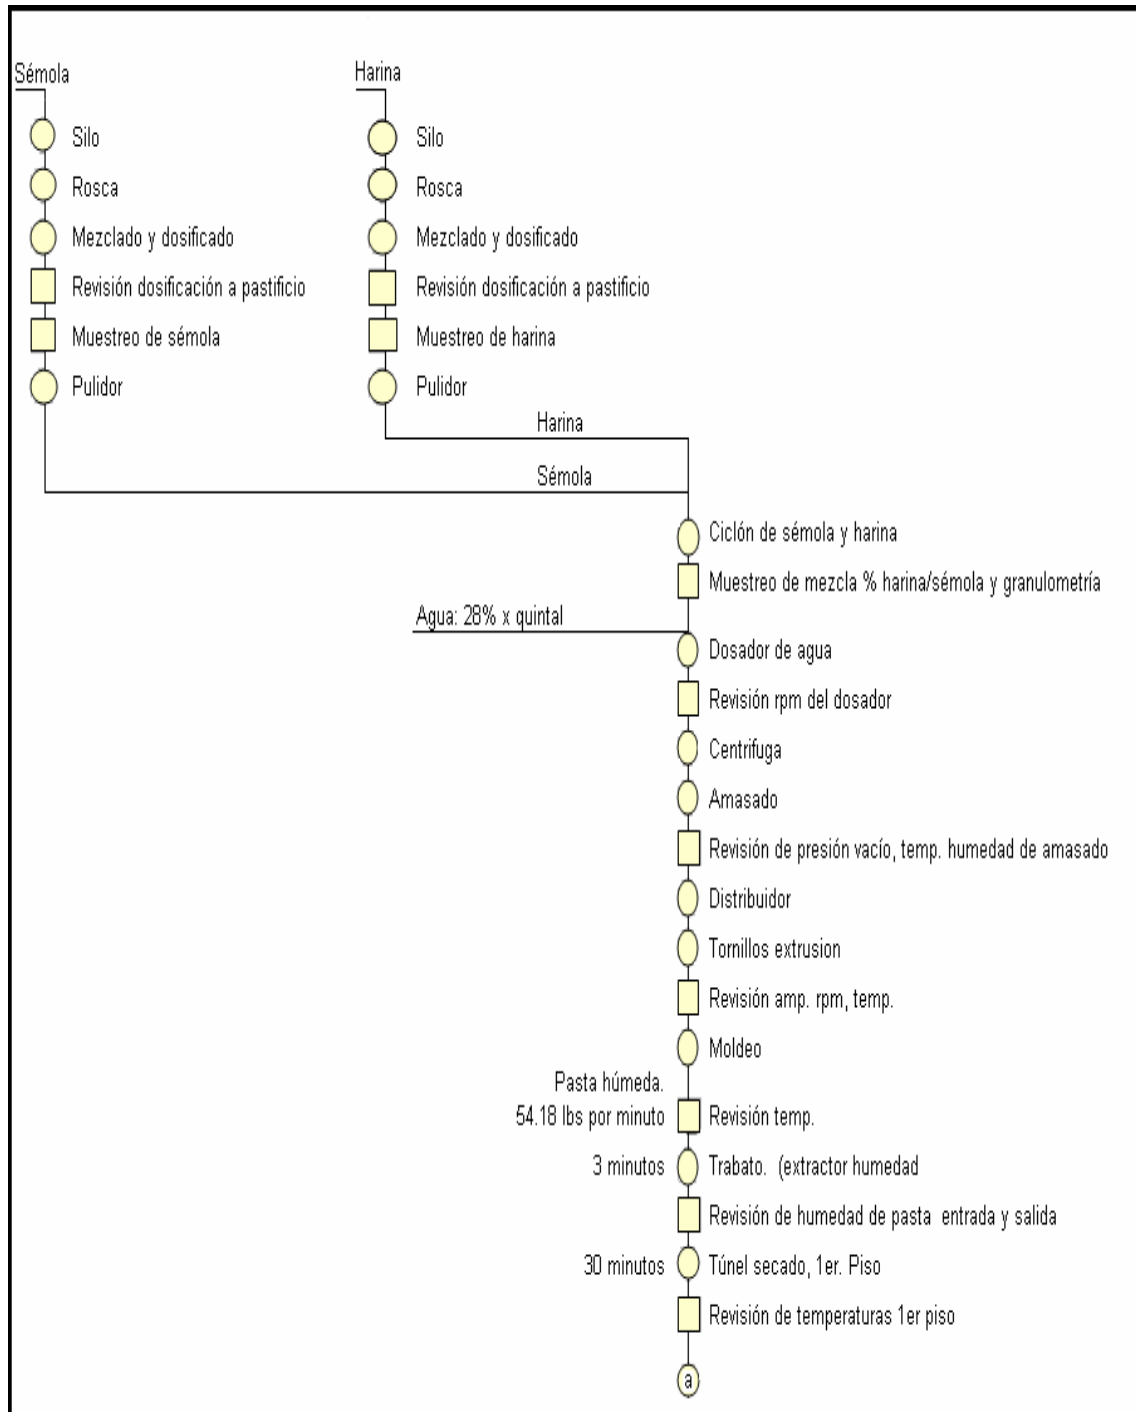 Sémola
Harina
Silo
Silo
Rosca
Rosca
Mezclado y dosificado
Mezclado y dosificado
Revisión dosificación a pastificio
Revisión dosificación a pastificio
Muestreo de sémola
Muestreo de harina
Pulidor
Pulidor
Harina
Sémola
Ciclón de sémola y harina
Muestreo de mezcla % harina/sémola y granulometría
Agua: 28% x quintal
Dosador de agua
Revisión rpm del dosador
Centrifuga
Amasado
Revisión de presión vacío, temp. humedad de amasado
Distribuidor
Tornillos extrusion
Revisión amp. rpm, temp.
Moldeo
Pasta húmeda.
54.18 lbs por minuto
Revisión temp.
3 minutos
Trabato. (extractor humedad
Revisión de humedad de pasta entrada y salida
30 minutos
Túnel secado, 1er. Piso
Revisión de temperaturas 1er piso
a